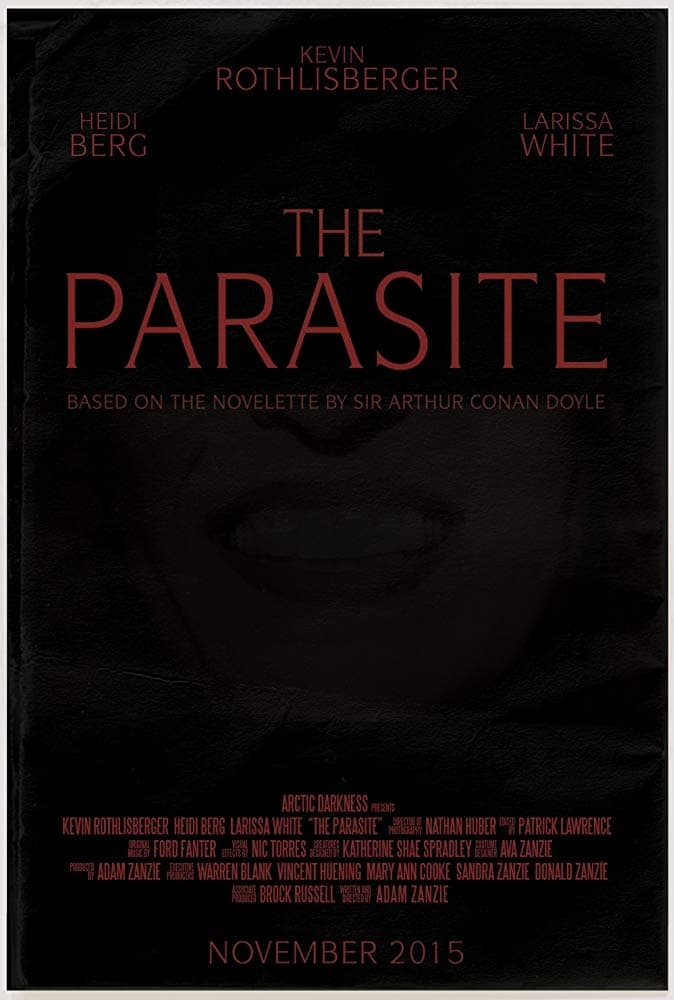 KEVIN
ROTHLISBERGER
HEIDI
BERG
LARISSA
WHITE
THE
PARASITE
BASED ON THE NOVELETTE BY SIR ARTHUR CONAN DOYLE
ARCTIC DARKNESS PRESENTS
KEVIN ROTHLISBERGER HEIDI BERG LARISSA WHITE "THE PARASITE" DIRECTOR OF PHOTOGRAPHY NATHAN HUBER EDITED BY PATRICK LAWRENCE
ORIGINAL MUSIC BY FORD FANTER VISUAL EFFECTS BY NIC TORRES CREATURES DESIGNED BY KATHERINE SHAE SPRADLEY COSTUME DESIGNER AVA ZANZIE
PRODUCED BY ADAM ZANZIE EXECUTIVE PRODUCERS WARREN BLANK VINCENT HUENING MARY ANN COOKE SANDRA ZANZIE DONALD ZANZIE
ASSOCIATE PRODUCER BROCK RUSSELL WRITTEN AND DIRECTED BY ADAM ZANZIE
NOVEMBER 2015